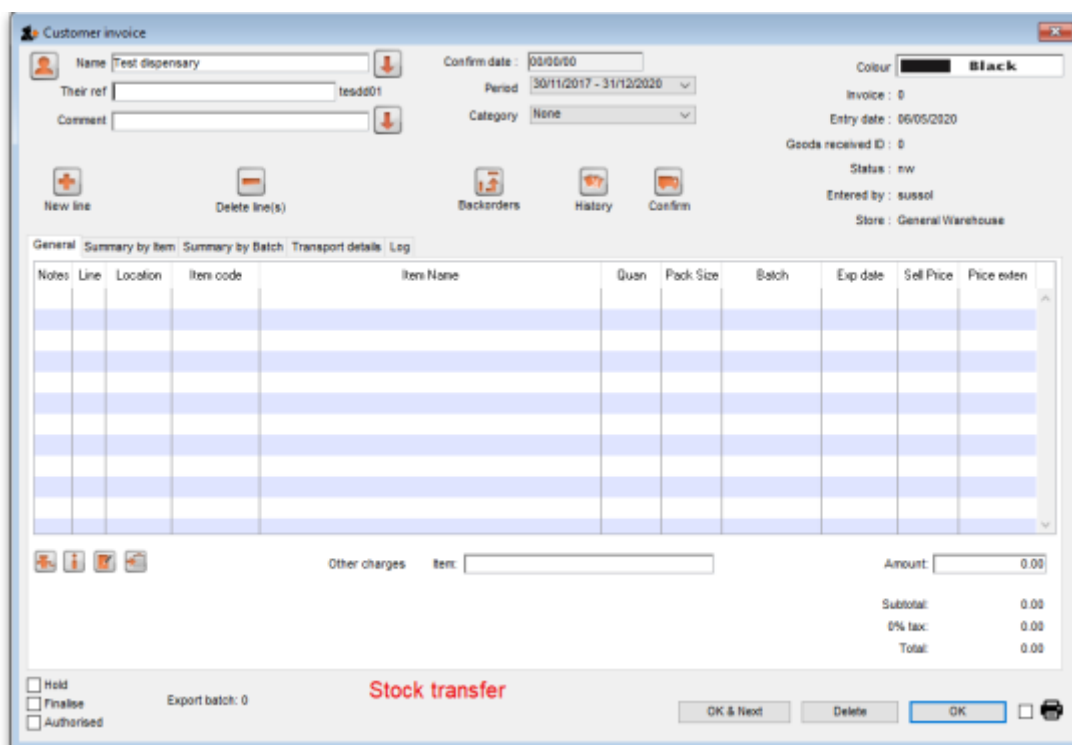 Customer invoice
Name Test dispensary
Their ref tesdd01
Comment
Confirm date : 00/00/00
Period 30/11/2017 - 31/12/2020
Category None
Colour Black
Invoice : 0
Entry date : 06/05/2020
Goods received ID : 0
Status : nw
Entered by : sussol
Store : General Warehouse
New line Delete line(s) Backorders History Confirm
General Summary by Item Summary by Batch Transport details Log
Notes Line Location Item code Item Name Quan Pack Size Batch Exp date Sell Price Price exten
Other charges Item: Amount: 0.00
Subtotal: 0.00
0% tax: 0.00
Total: 0.00
Hold
Finalise
Authorised
Export batch: 0
Stock transfer
OK & Next Delete OK